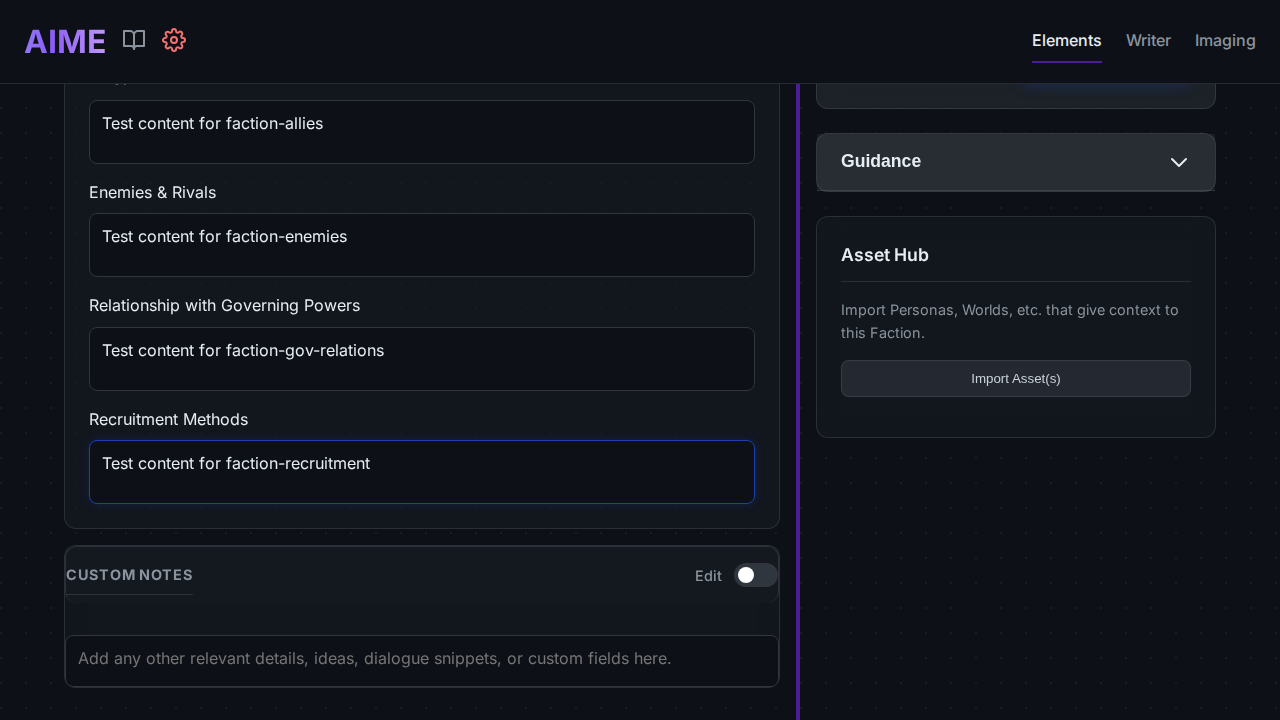 AIME
Elements
Writer
Imaging
Test content for faction-allies
Enemies & Rivals
Test content for faction-enemies
Relationship with Governing Powers
Test content for faction-gov-relations
Recruitment Methods
Test content for faction-recruitment
CUSTOM NOTES
Edit
Add any other relevant details, ideas, dialogue snippets, or custom fields here.
Guidance
Asset Hub
Import Personas, Worlds, etc. that give context to
this Faction.
Import Asset(s)